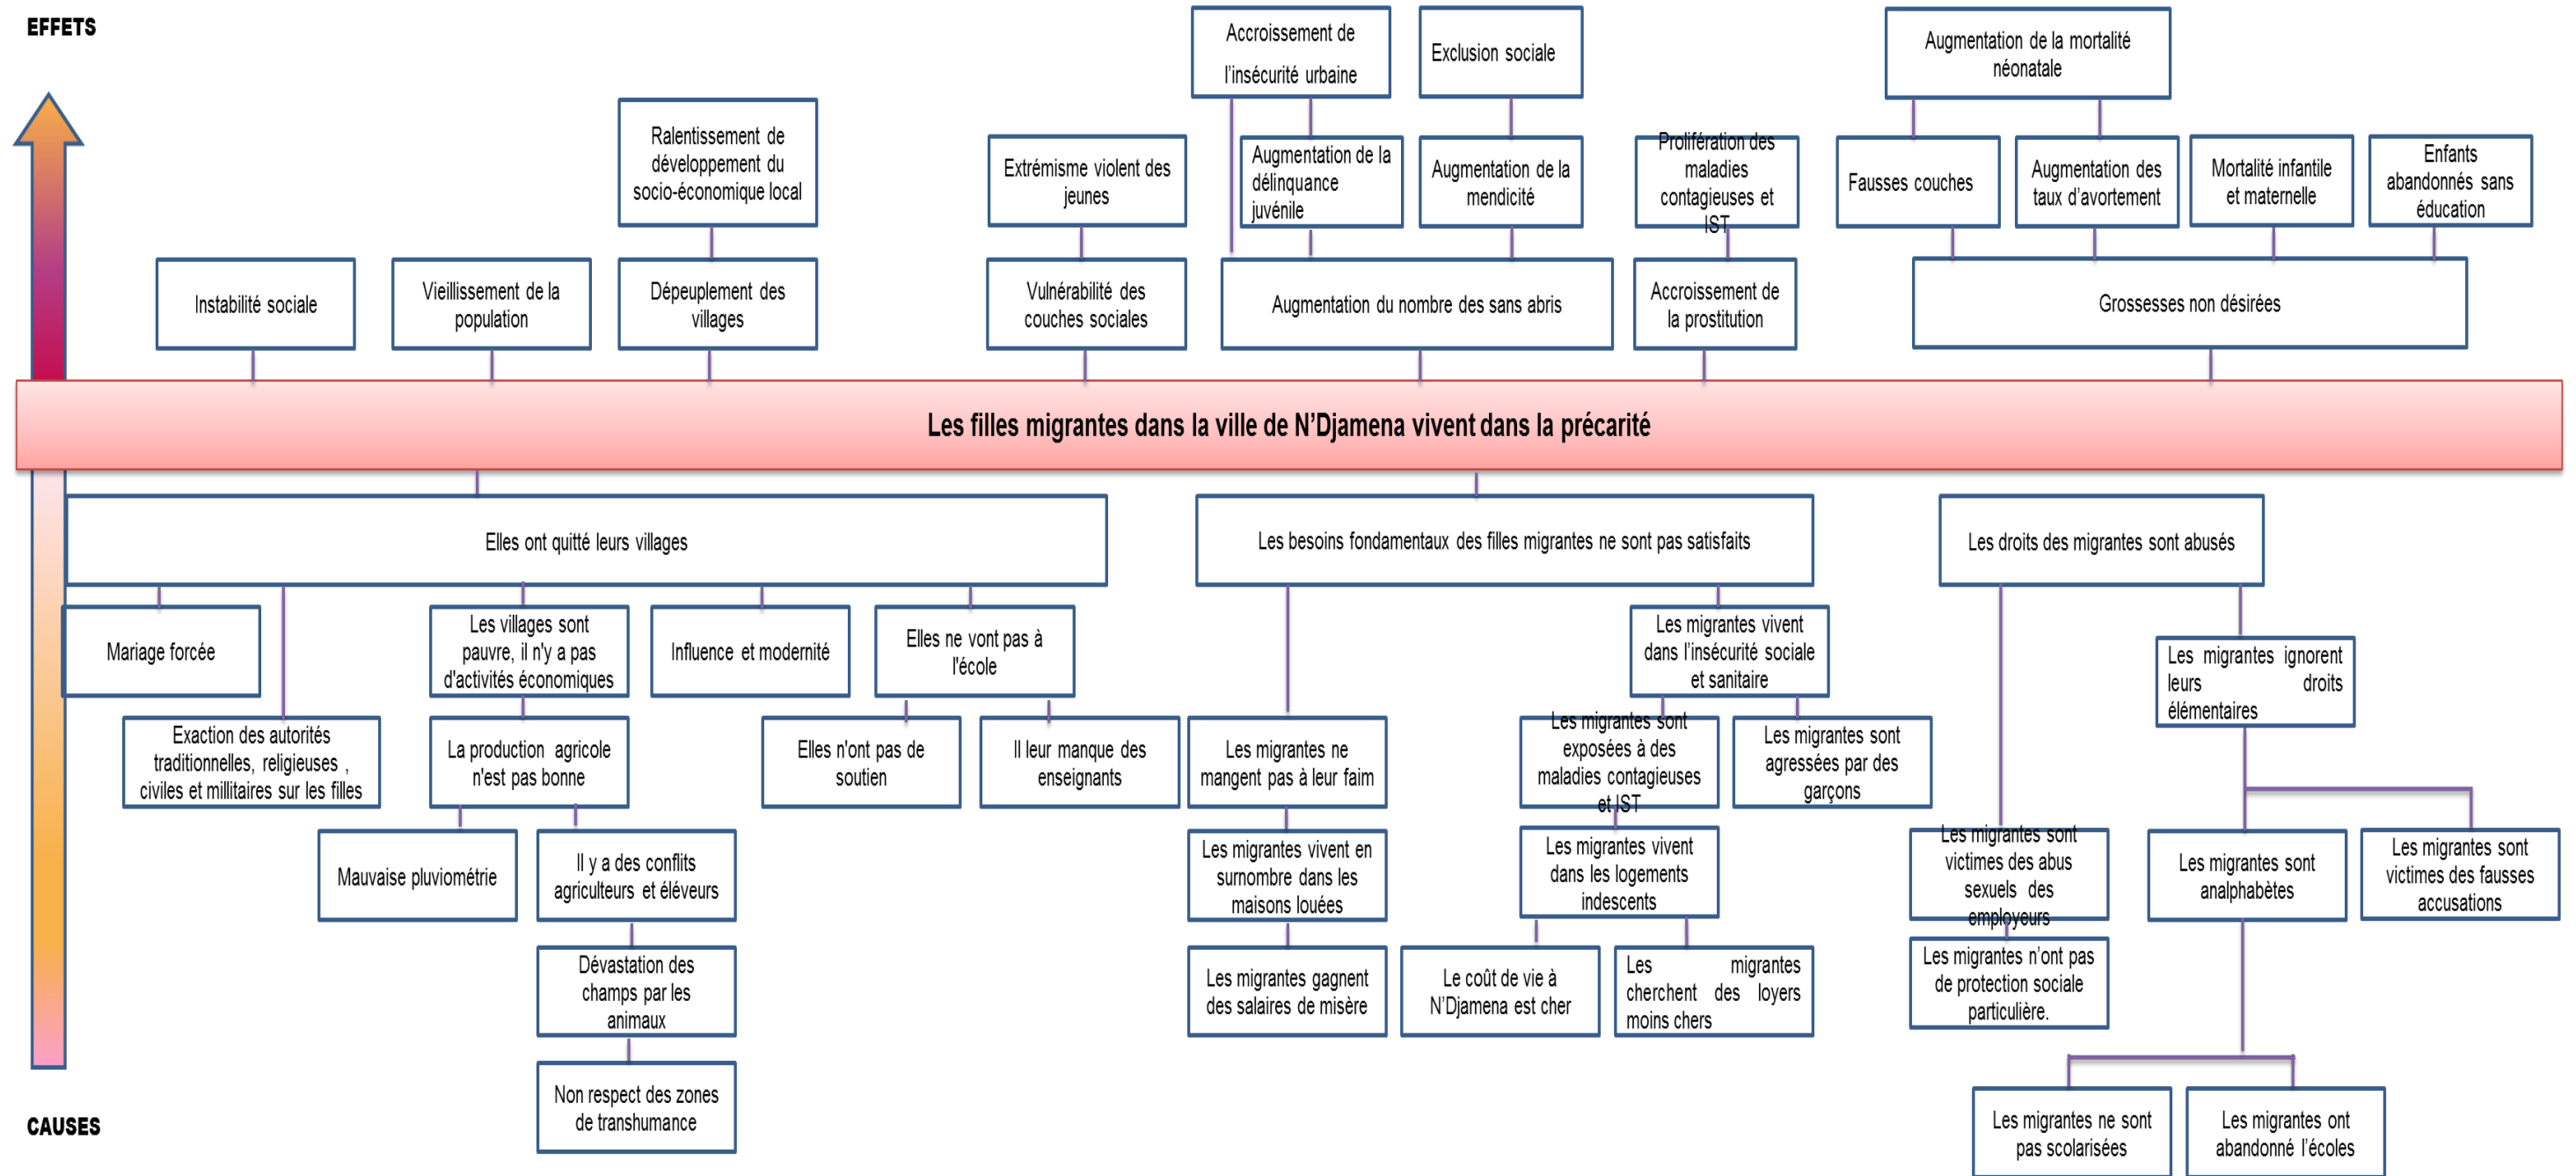 EFFETS
Accroissement de
l'insécurité urbaine
Exclusion sociale
Augmentation de la mortalité
néonatale
Ralentissement de
développement du
socio-économique local
Extrémisme violent des
jeunes
Augmentation de la
délinquance
juvénile
Augmentation de la
mendicité
Prolifération des
maladies
contagieuses et
IST
Fausses couches
Augmentation des
taux d'avortement
Mortalité infantile
et maternelle
Enfants
abandonnés sans
éducation
Instabilité sociale
Vieillissement de la
population
Dépeuplement des
villages
Vulnérabilité des
couches sociales
Augmentation du nombre des sans abris
Accroissement de
la prostitution
Grossesses non désirées
Les filles migrantes dans la ville de N'Djamena vivent dans la précarité
Elles ont quitté leurs villages
Les besoins fondamentaux des filles migrantes ne sont pas satisfaits
Les droits des migrantes sont abusés
Mariage forcée
Les villages sont
pauvre, il n'y a pas
d'activités économiques
Influence et modernité
Elles ne vont pas à
l'école
Les migrantes vivent
dans l'insécurité sociale
et sanitaire
Les migrantes ignorent
leurs droits
élémentaires
Exaction des autorités
traditionnelles, religieuses ,
civiles et millitaires sur les filles
La production agricole
n'est pas bonne
Elles n'ont pas de
soutien
Il leur manque des
enseignants
Les migrantes ne
mangent pas à leur faim
Les migrantes sont
exposées à des
maladies contagieuses
et IST
Les migrantes sont
agressées par des
garçons
Mauvaise pluviométrie
Il y a des conflits
agriculteurs et éléveurs
Les migrantes vivent en
surnombre dans les
maisons louées
Les migrantes vivent
dans les logements
indescents
Les migrantes sont
victimes des abus
sexuels des
employeurs
Les migrantes sont
analphabètes
Les migrantes sont
victimes des fausses
accusations
Dévastation des
champs par les
animaux
Les migrantes gagnent
des salaires de misère
Le coût de vie à
N'Djamena est cher
Les migrantes
cherchent des loyers
moins chers
Les migrantes n'ont pas
de protection sociale
particulière.
Non respect des zones
de transhumance
Les migrantes ne sont
pas scolarisées
Les migrantes ont
abandonné l'écoles
CAUSES